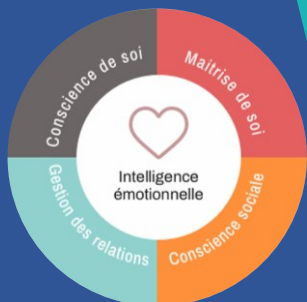 Conscience de soi
Maitrise de soi
Intelligence
émotionnelle
Gestion des relations
Conscience sociale